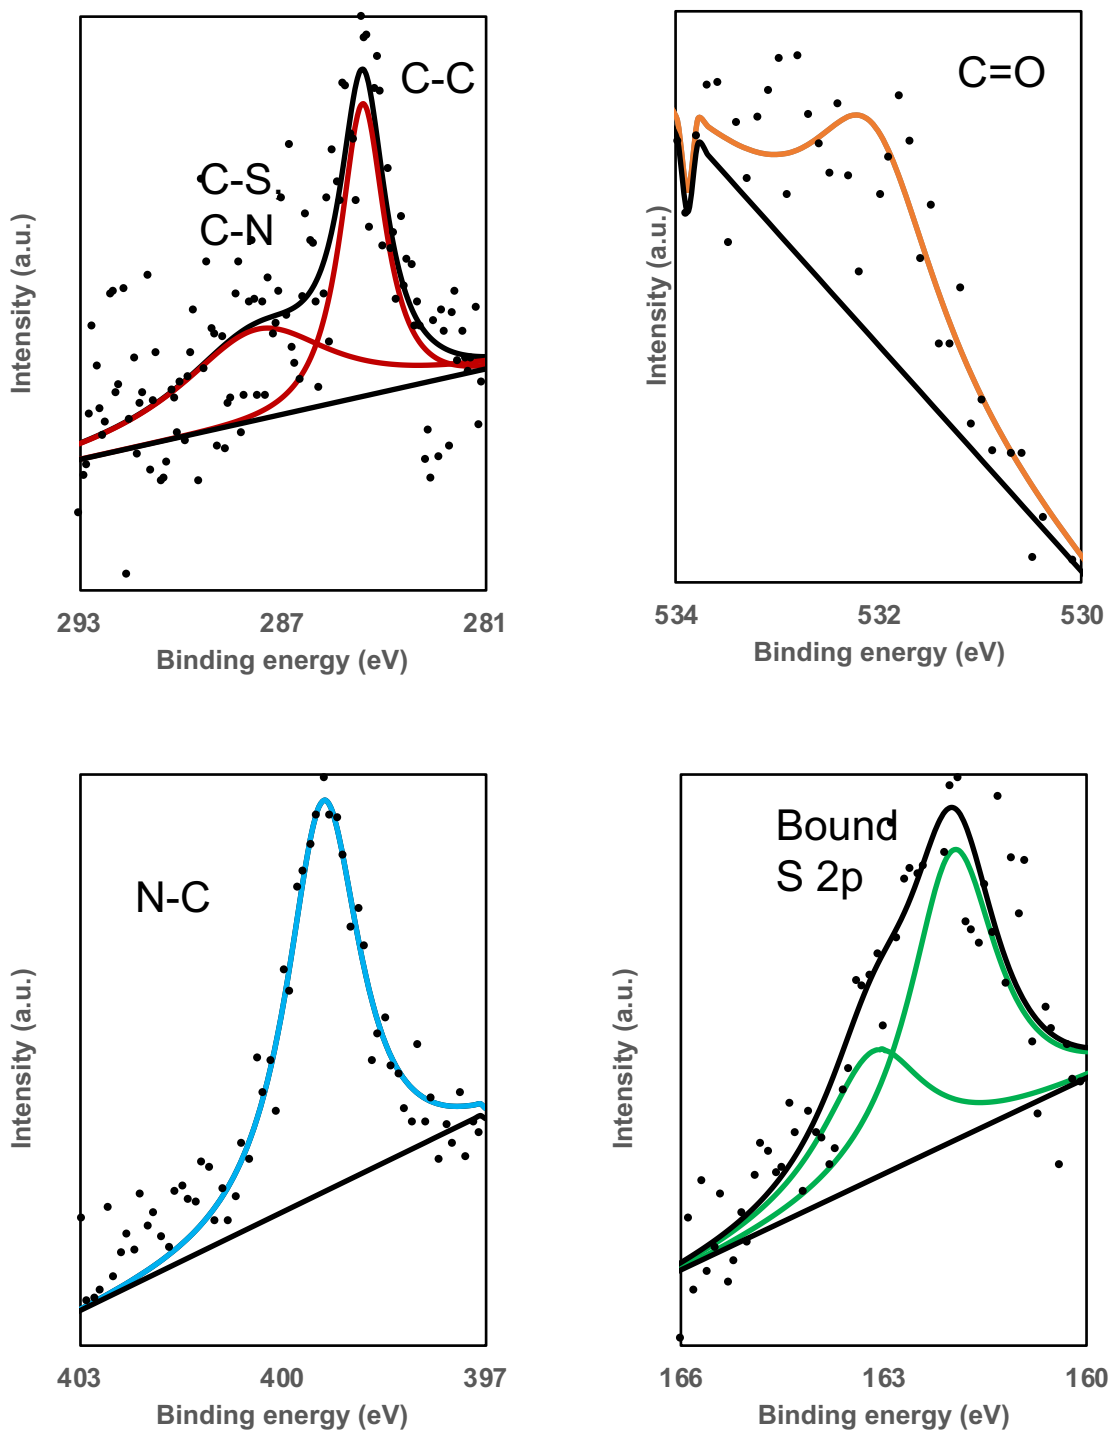 C-C
C-S,
C-N
Intensity (a.u.)
293 287 281
Binding energy (eV)
C=O
Intensity (a.u.)
534 532 530
Binding energy (eV)
N-C
Intensity (a.u.)
403 400 397
Binding energy (eV)
Bound
S 2p
Intensity (a.u.)
166 163 160
Binding energy (eV)